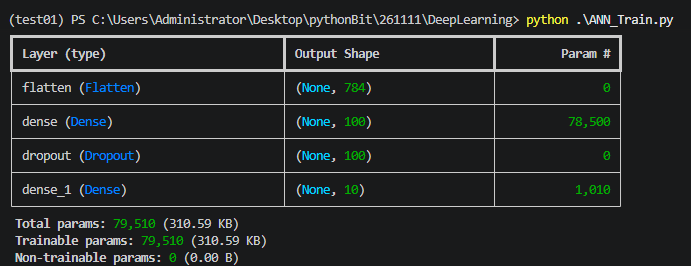 (test01) PS C:\Users\Administrator\Desktop\pythonBit\261111\DeepLearning> python .\ANN_Train.py
Layer (type) Output Shape Param #
flatten (Flatten) (None, 784) 0
dense (Dense) (None, 100) 78,500
dropout (Dropout) (None, 100) 0
dense_1 (Dense) (None, 10) 1,010
Total params: 79,510 (310.59 KB)
Trainable params: 79,510 (310.59 KB)
Non-trainable params: 0 (0.00 B)